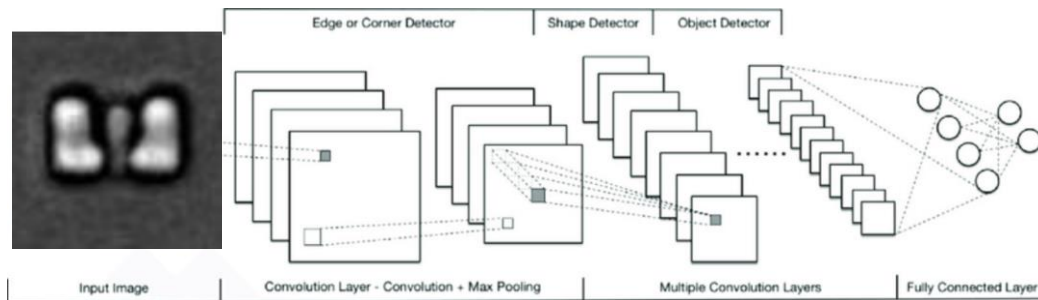 Edge or Corner Detector
Shape Detector
Object Detector
Input Image
Convolution Layer - Convolution + Max Pooling
Multiple Convolution Layers
Fully Connected Layer